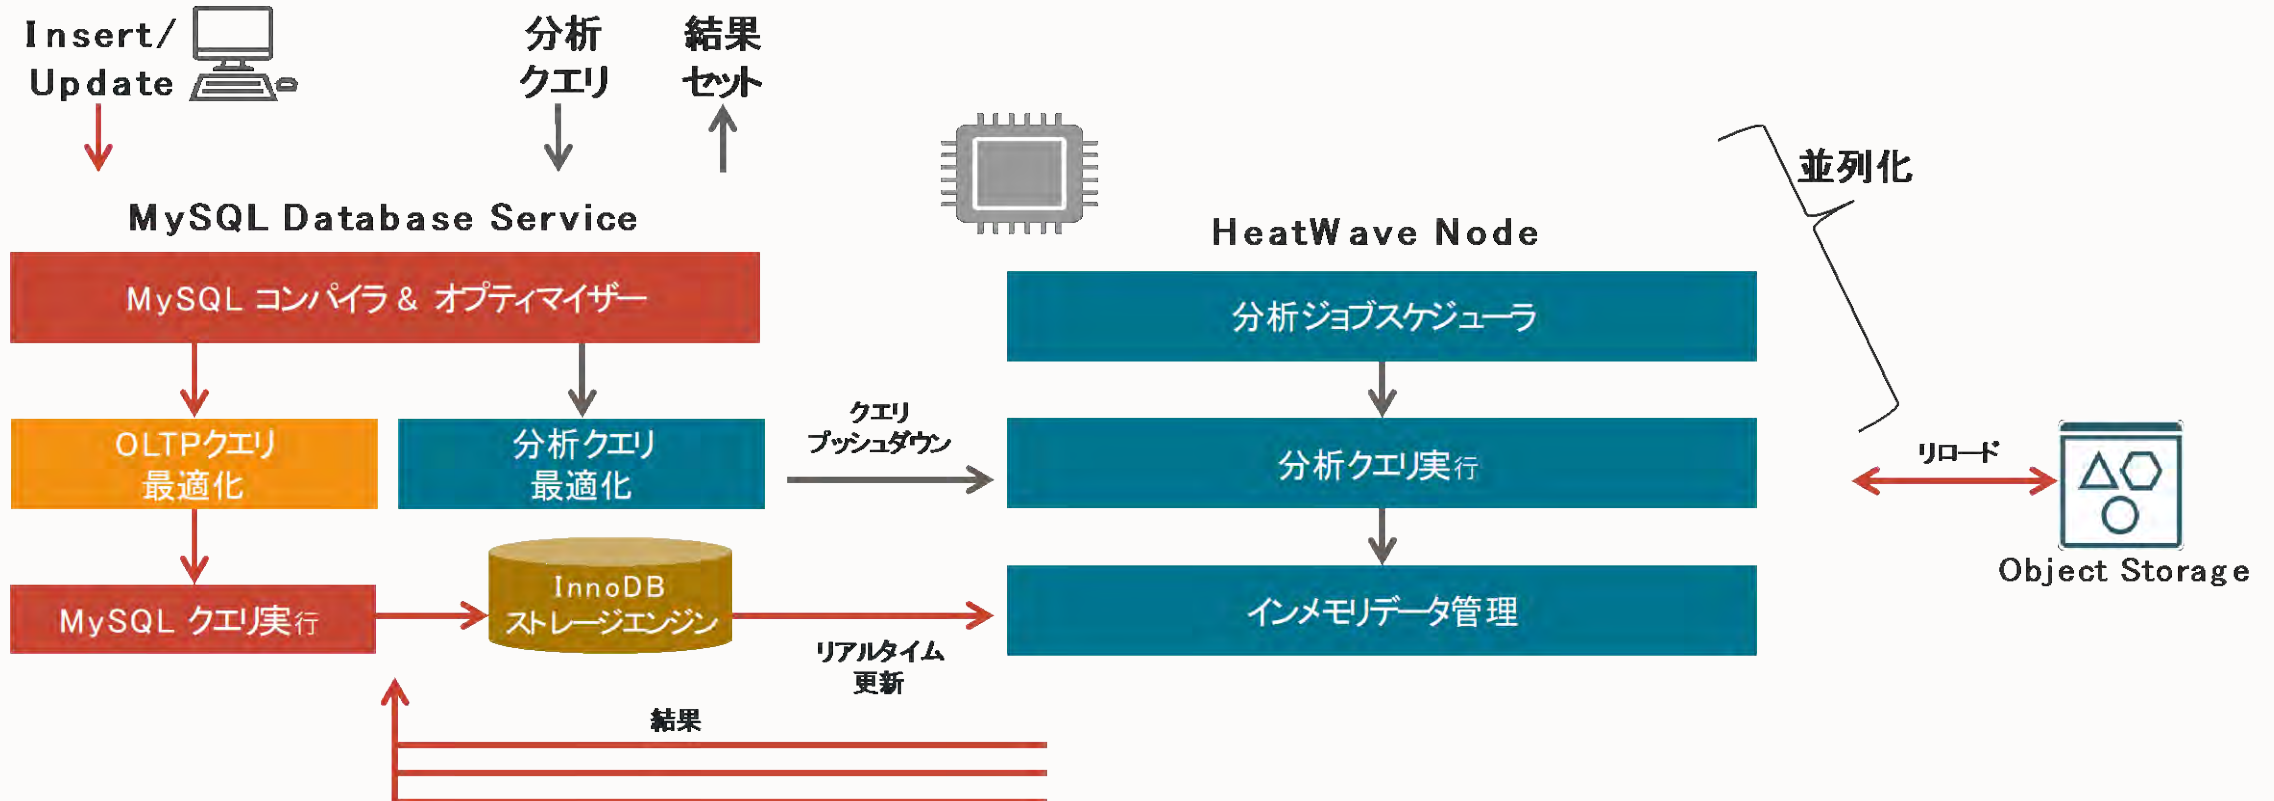 Insert/
Update
分析
クエリ
結果
セット
並列化
MySQL Database Service
HeatWave Node
MySQL コンパイラ & オプティマイザー
分析ジョブスケジューラ
OLTPクエリ
最適化
分析クエリ
最適化
クエリ
プッシュダウン
分析クエリ実行
リロード
Object Storage
MySQL クエリ実行
InnoDB
ストレージエンジン
インメモリデータ管理
リアルタイム
更新
結果